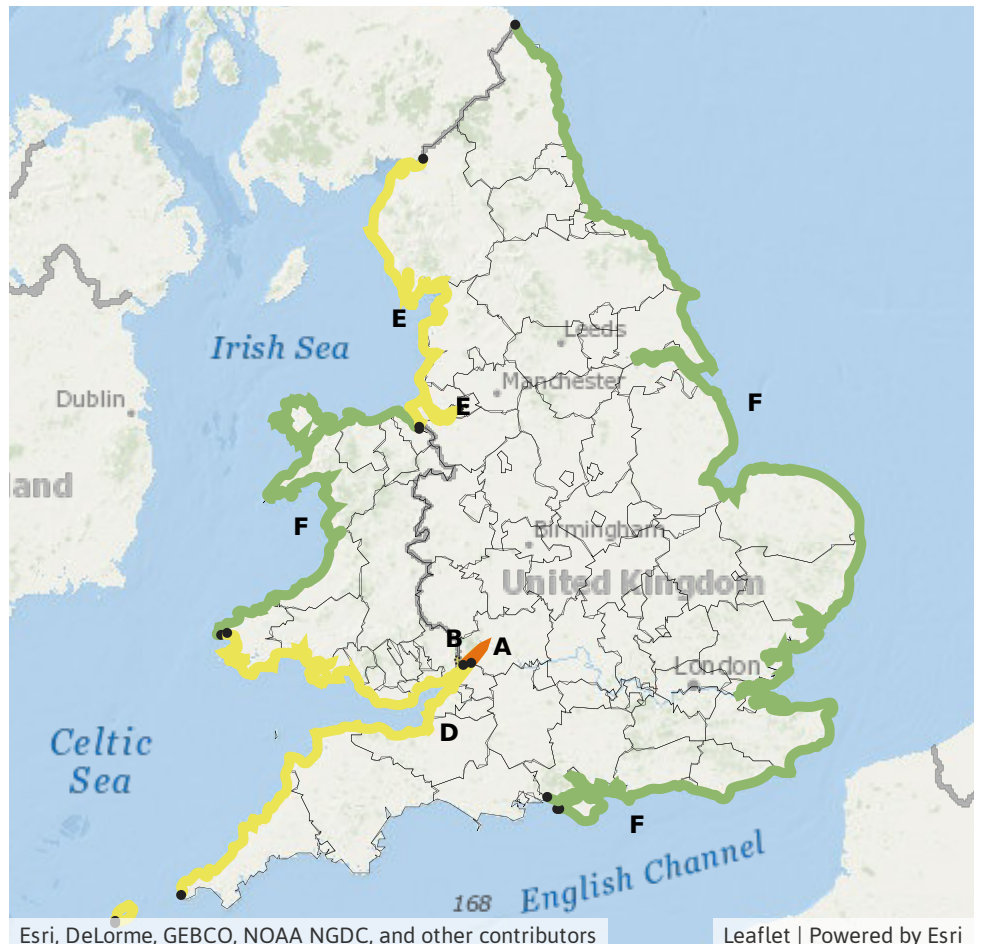 E
Leeds
Irish Sea
Manchester
Dublin
E
F
land
F
Birmingham
United Kingdom
B
A
London
D
Celtic
Sea
F
English Channel
168
Esri, DeLorme, GEBCO, NOAA NGDC, and other contributors
Leaflet | Powered by Esri